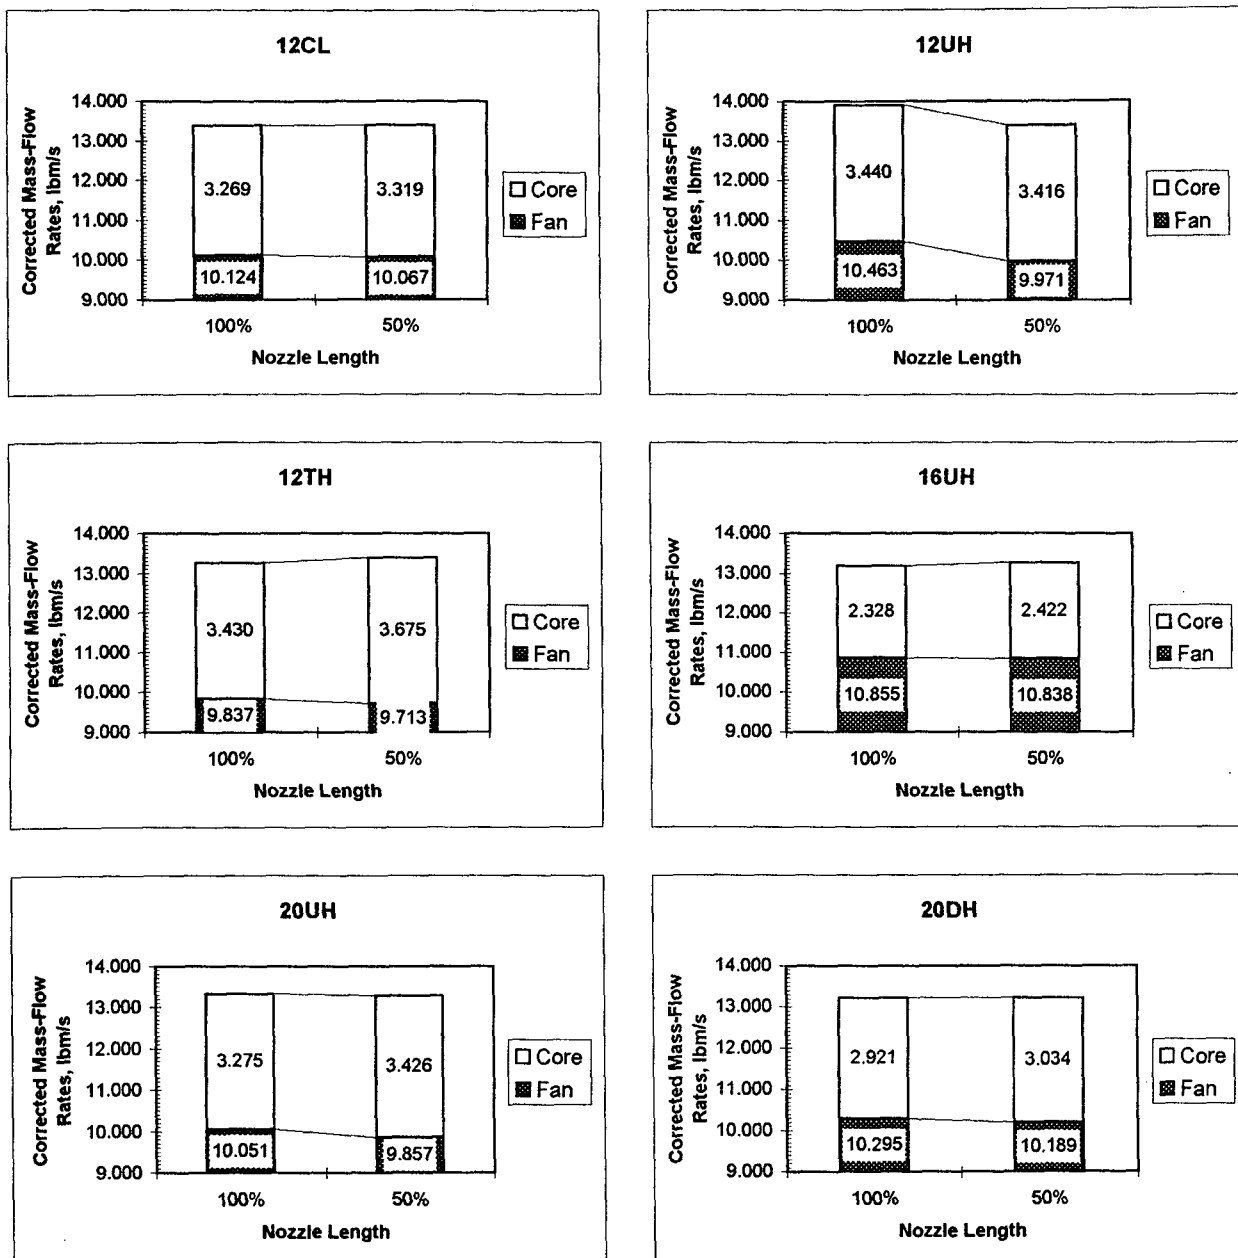 12CL
Corrected Mass-Flow
Rates, lbm/s
14.000
13.000
12.000
11.000
10.000
9.000
3.269
3.319
10.124
10.067
100%
50%
Nozzle Length
Core
Fan
12UH
Corrected Mass-Flow
Rates, lbm/s
14.000
13.000
12.000
11.000
10.000
9.000
3.440
3.416
10.463
9.971
100%
50%
Nozzle Length
Core
Fan
12TH
Corrected Mass-Flow
Rates, lbm/s
14.000
13.000
12.000
11.000
10.000
9.000
3.430
3.675
9.837
9.713
100%
50%
Nozzle Length
Core
Fan
16UH
Corrected Mass-Flow
Rates, lbm/s
14.000
13.000
12.000
11.000
10.000
9.000
2.328
2.422
10.855
10.838
100%
50%
Nozzle Length
Core
Fan
20UH
Corrected Mass-Flow
Rates, lbm/s
14.000
13.000
12.000
11.000
10.000
9.000
3.275
3.426
10.051
9.857
100%
50%
Nozzle Length
Core
Fan
20DH
Corrected Mass-Flow
Rates, lbm/s
14.000
13.000
12.000
11.000
10.000
9.000
2.921
3.034
10.295
10.189
100%
50%
Nozzle Length
Core
Fan